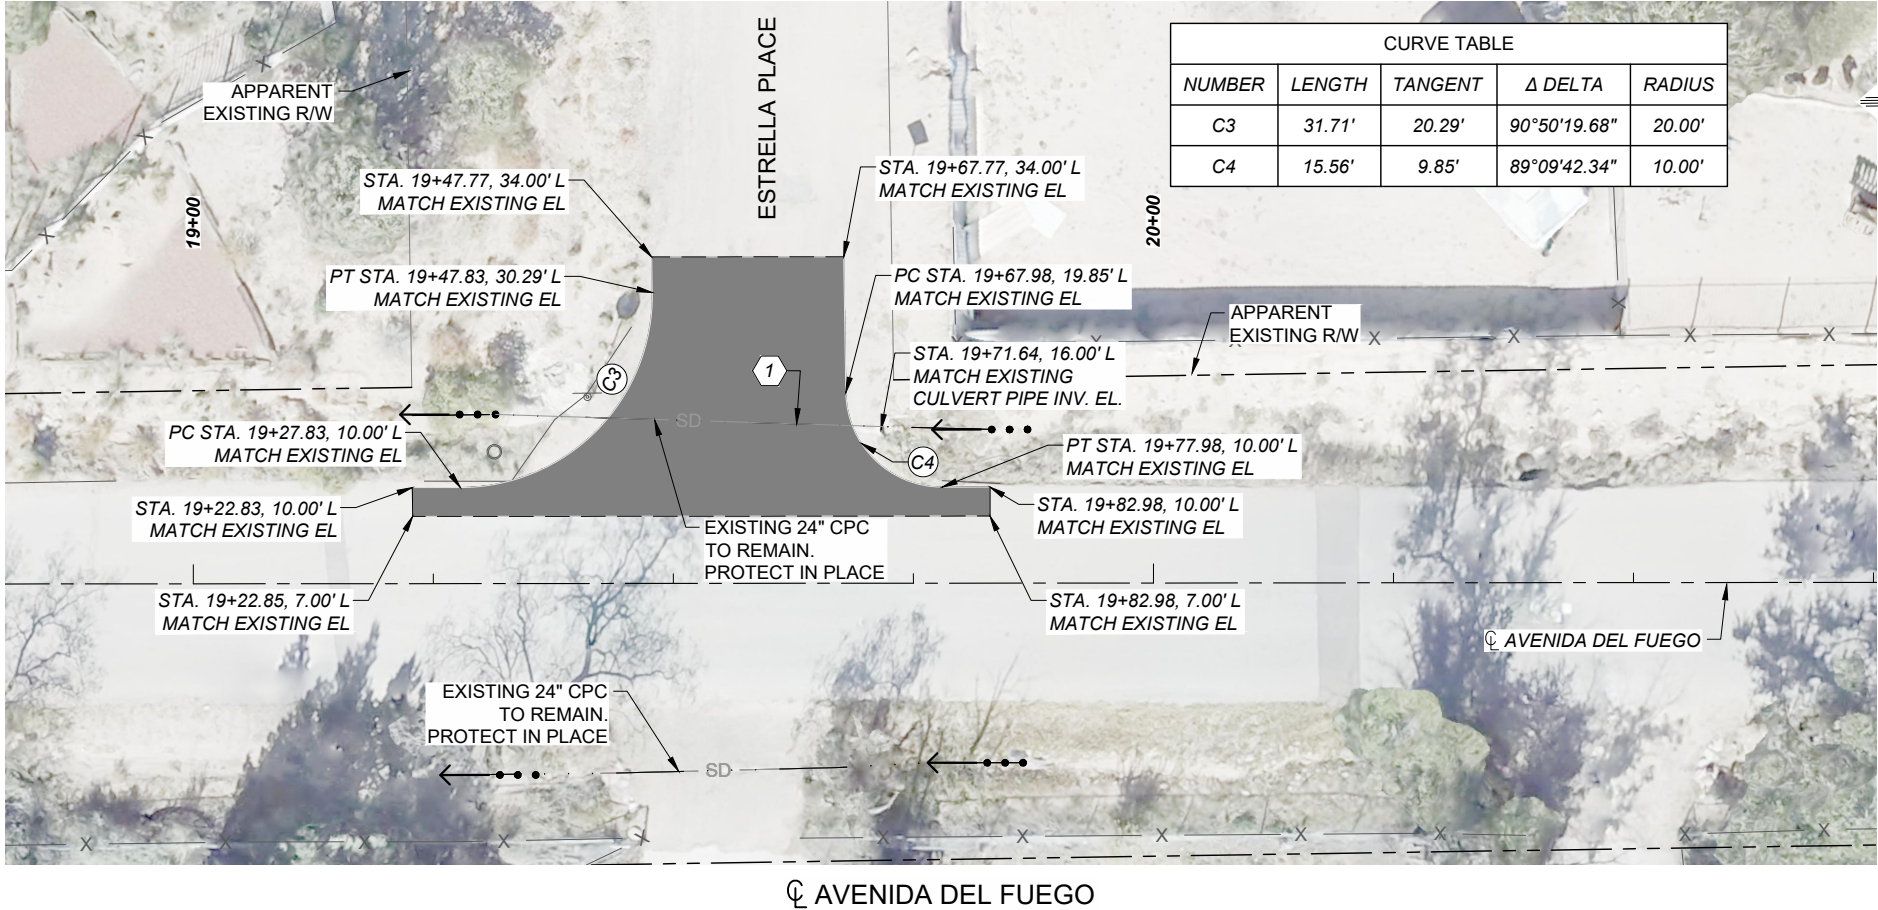 ESTRELLA PLACE
CURVE TABLE
NUMBER LENGTH TANGENT Δ DELTA RADIUS
C3 31.71' 20.29' 90°50'19.68" 20.00'
C4 15.56' 9.85' 89°09'42.34" 10.00'
APPARENT
EXISTING R/W
19+00
20+00
STA. 19+47.77, 34.00' L
MATCH EXISTING EL
STA. 19+67.77, 34.00' L
MATCH EXISTING EL
PT STA. 19+47.83, 30.29' L
MATCH EXISTING EL
PC STA. 19+67.98, 19.85' L
MATCH EXISTING EL
APPARENT
EXISTING R/W
STA. 19+71.64, 16.00' L
MATCH EXISTING
CULVERT PIPE INV. EL.
1
C3
SD
PC STA. 19+27.83, 10.00' L
MATCH EXISTING EL
C4
PT STA. 19+77.98, 10.00' L
MATCH EXISTING EL
STA. 19+22.83, 10.00' L
MATCH EXISTING EL
STA. 19+82.98, 10.00' L
MATCH EXISTING EL
EXISTING 24" CPC
TO REMAIN.
PROTECT IN PLACE
STA. 19+22.85, 7.00' L
MATCH EXISTING EL
STA. 19+82.98, 7.00' L
MATCH EXISTING EL
℄ AVENIDA DEL FUEGO
EXISTING 24" CPC
TO REMAIN.
PROTECT IN PLACE
SD
X X X X X X X X X X
℄ AVENIDA DEL FUEGO